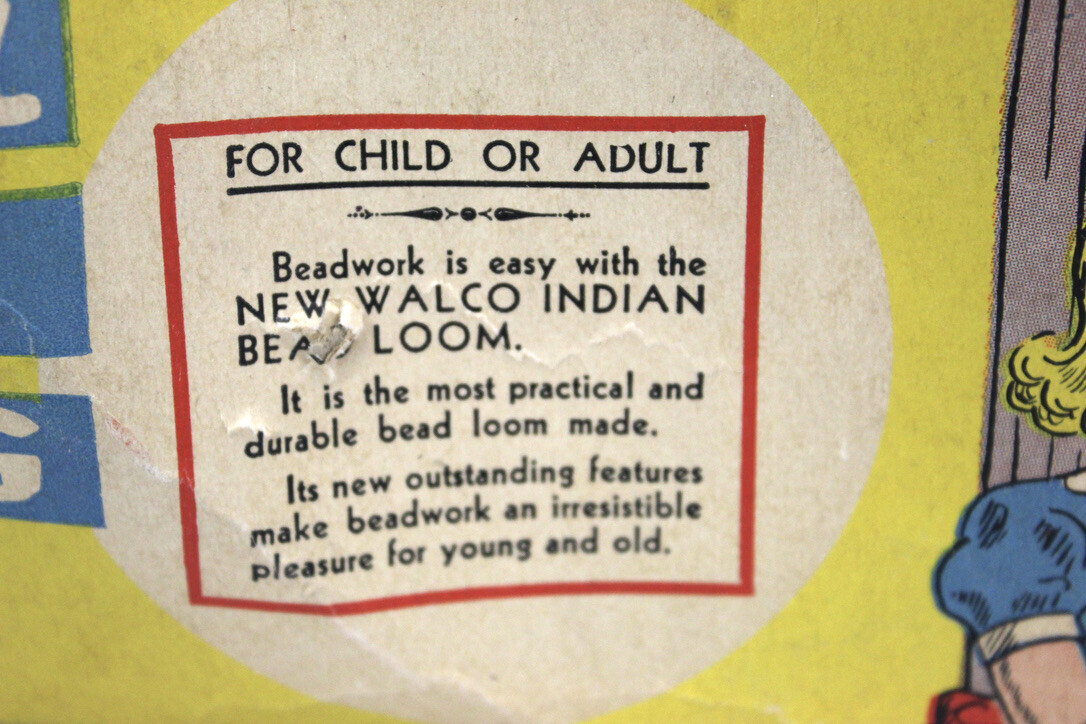 FOR CHILD OR ADULT
Beadwork is easy with the
NEW WALCO INDIAN
BEAD LOOM.
It is the most practical and
durable bead loom made.
Its new outstanding features
make beadwork an irresistible
pleasure for young and old.